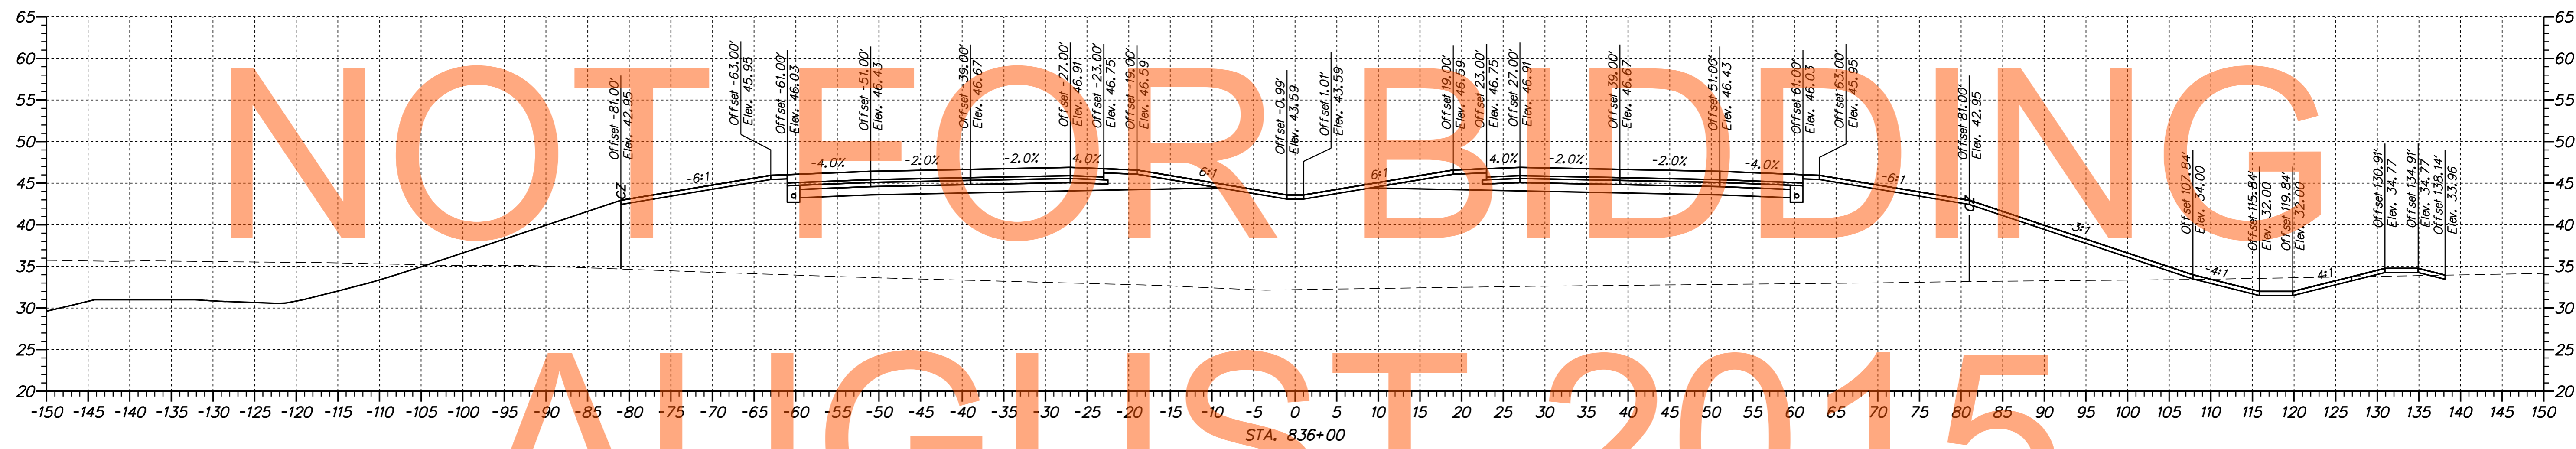 NOT FOR BIDDING
AUGUST 2015
65
60
55
50
45
40
35
30
25
20
Offset -81.00'
Elev. 42.95
CZ
Offset -63.00'
Elev. 45.95
Offset -61.00'
Elev. 46.03
Offset -51.00'
Elev. 46.43
Offset -39.00'
Elev. 46.67
Offset -27.00'
Elev. 46.91
Offset -23.00'
Elev. 46.75
Offset -19.00'
Elev. 46.59
Offset -0.99'
Elev. 43.59
Offset 1.01'
Elev. 43.59
Offset 19.00'
Elev. 46.59
Offset 23.00'
Elev. 46.75
Offset 27.00'
Elev. 46.91
Offset 39.00'
Elev. 46.67
Offset 51.00'
Elev. 46.43
Offset 61.00'
Elev. 46.03
Offset 63.00'
Elev. 45.95
Offset 81.00'
Elev. 42.95
CZ
Offset 107.84'
Elev. 34.00
Offset 115.84'
Elev. 32.00
Offset 119.84'
Elev. 32.00
Offset 130.91'
Elev. 34.77
Offset 134.91'
Elev. 34.77
Offset 138.14'
Elev. 33.96
-6:1
-4.0%
-2.0%
-2.0%
4.0%
6:1
6:1
4.0%
-2.0%
-2.0%
-4.0%
-6:1
-3:1
-4:1
4:1
65
60
55
50
45
40
35
30
25
20
-150 -145 -140 -135 -130 -125 -120 -115 -110 -105 -100 -95 -90 -85 -80 -75 -70 -65 -60 -55 -50 -45 -40 -35 -30 -25 -20 -15 -10 -5 0 5 10 15 20 25 30 35 40 45 50 55 60 65 70 75 80 85 90 95 100 105 110 115 120 125 130 135 140 145 150
STA. 836+00